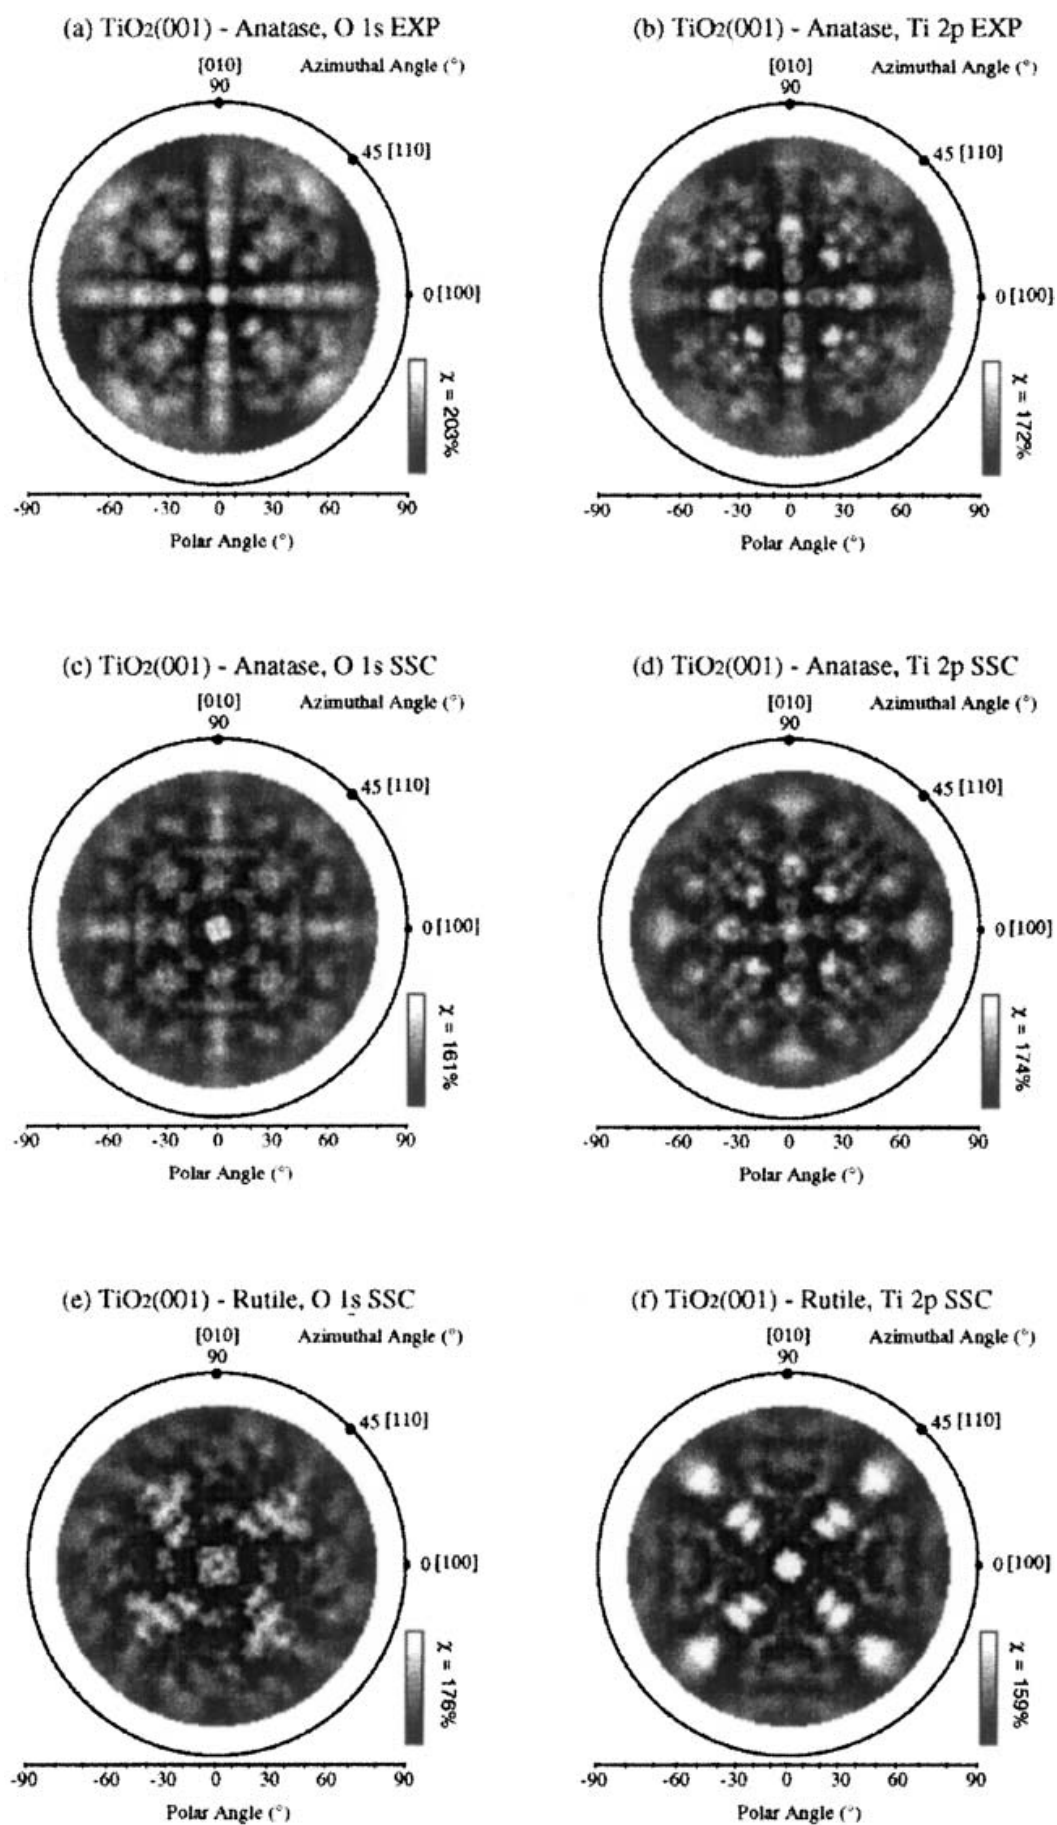 (a) TiO2(001) - Anatase, O 1s EXP
[010]
Azimuthal Angle (°)
90
45 [110]
0 [100]
χ = 203%
-90 -60 -30 0 30 60 90
Polar Angle (°)
(b) TiO2(001) - Anatase, Ti 2p EXP
[010]
Azimuthal Angle (°)
90
45 [110]
0 [100]
χ = 172%
-90 -60 -30 0 30 60 90
Polar Angle (°)
(c) TiO2(001) - Anatase, O 1s SSC
[010]
Azimuthal Angle (°)
90
45 [110]
0 [100]
χ = 161%
-90 -60 -30 0 30 60 90
Polar Angle (°)
(d) TiO2(001) - Anatase, Ti 2p SSC
[010]
Azimuthal Angle (°)
90
45 [110]
0 [100]
χ = 174%
-90 -60 -30 0 30 60 90
Polar Angle (°)
(e) TiO2(001) - Rutile, O 1s SSC
[010]
Azimuthal Angle (°)
90
45 [110]
0 [100]
χ = 176%
-90 -60 -30 0 30 60 90
Polar Angle (°)
(f) TiO2(001) - Rutile, Ti 2p SSC
[010]
Azimuthal Angle (°)
90
45 [110]
0 [100]
χ = 159%
-90 -60 -30 0 30 60 90
Polar Angle (°)